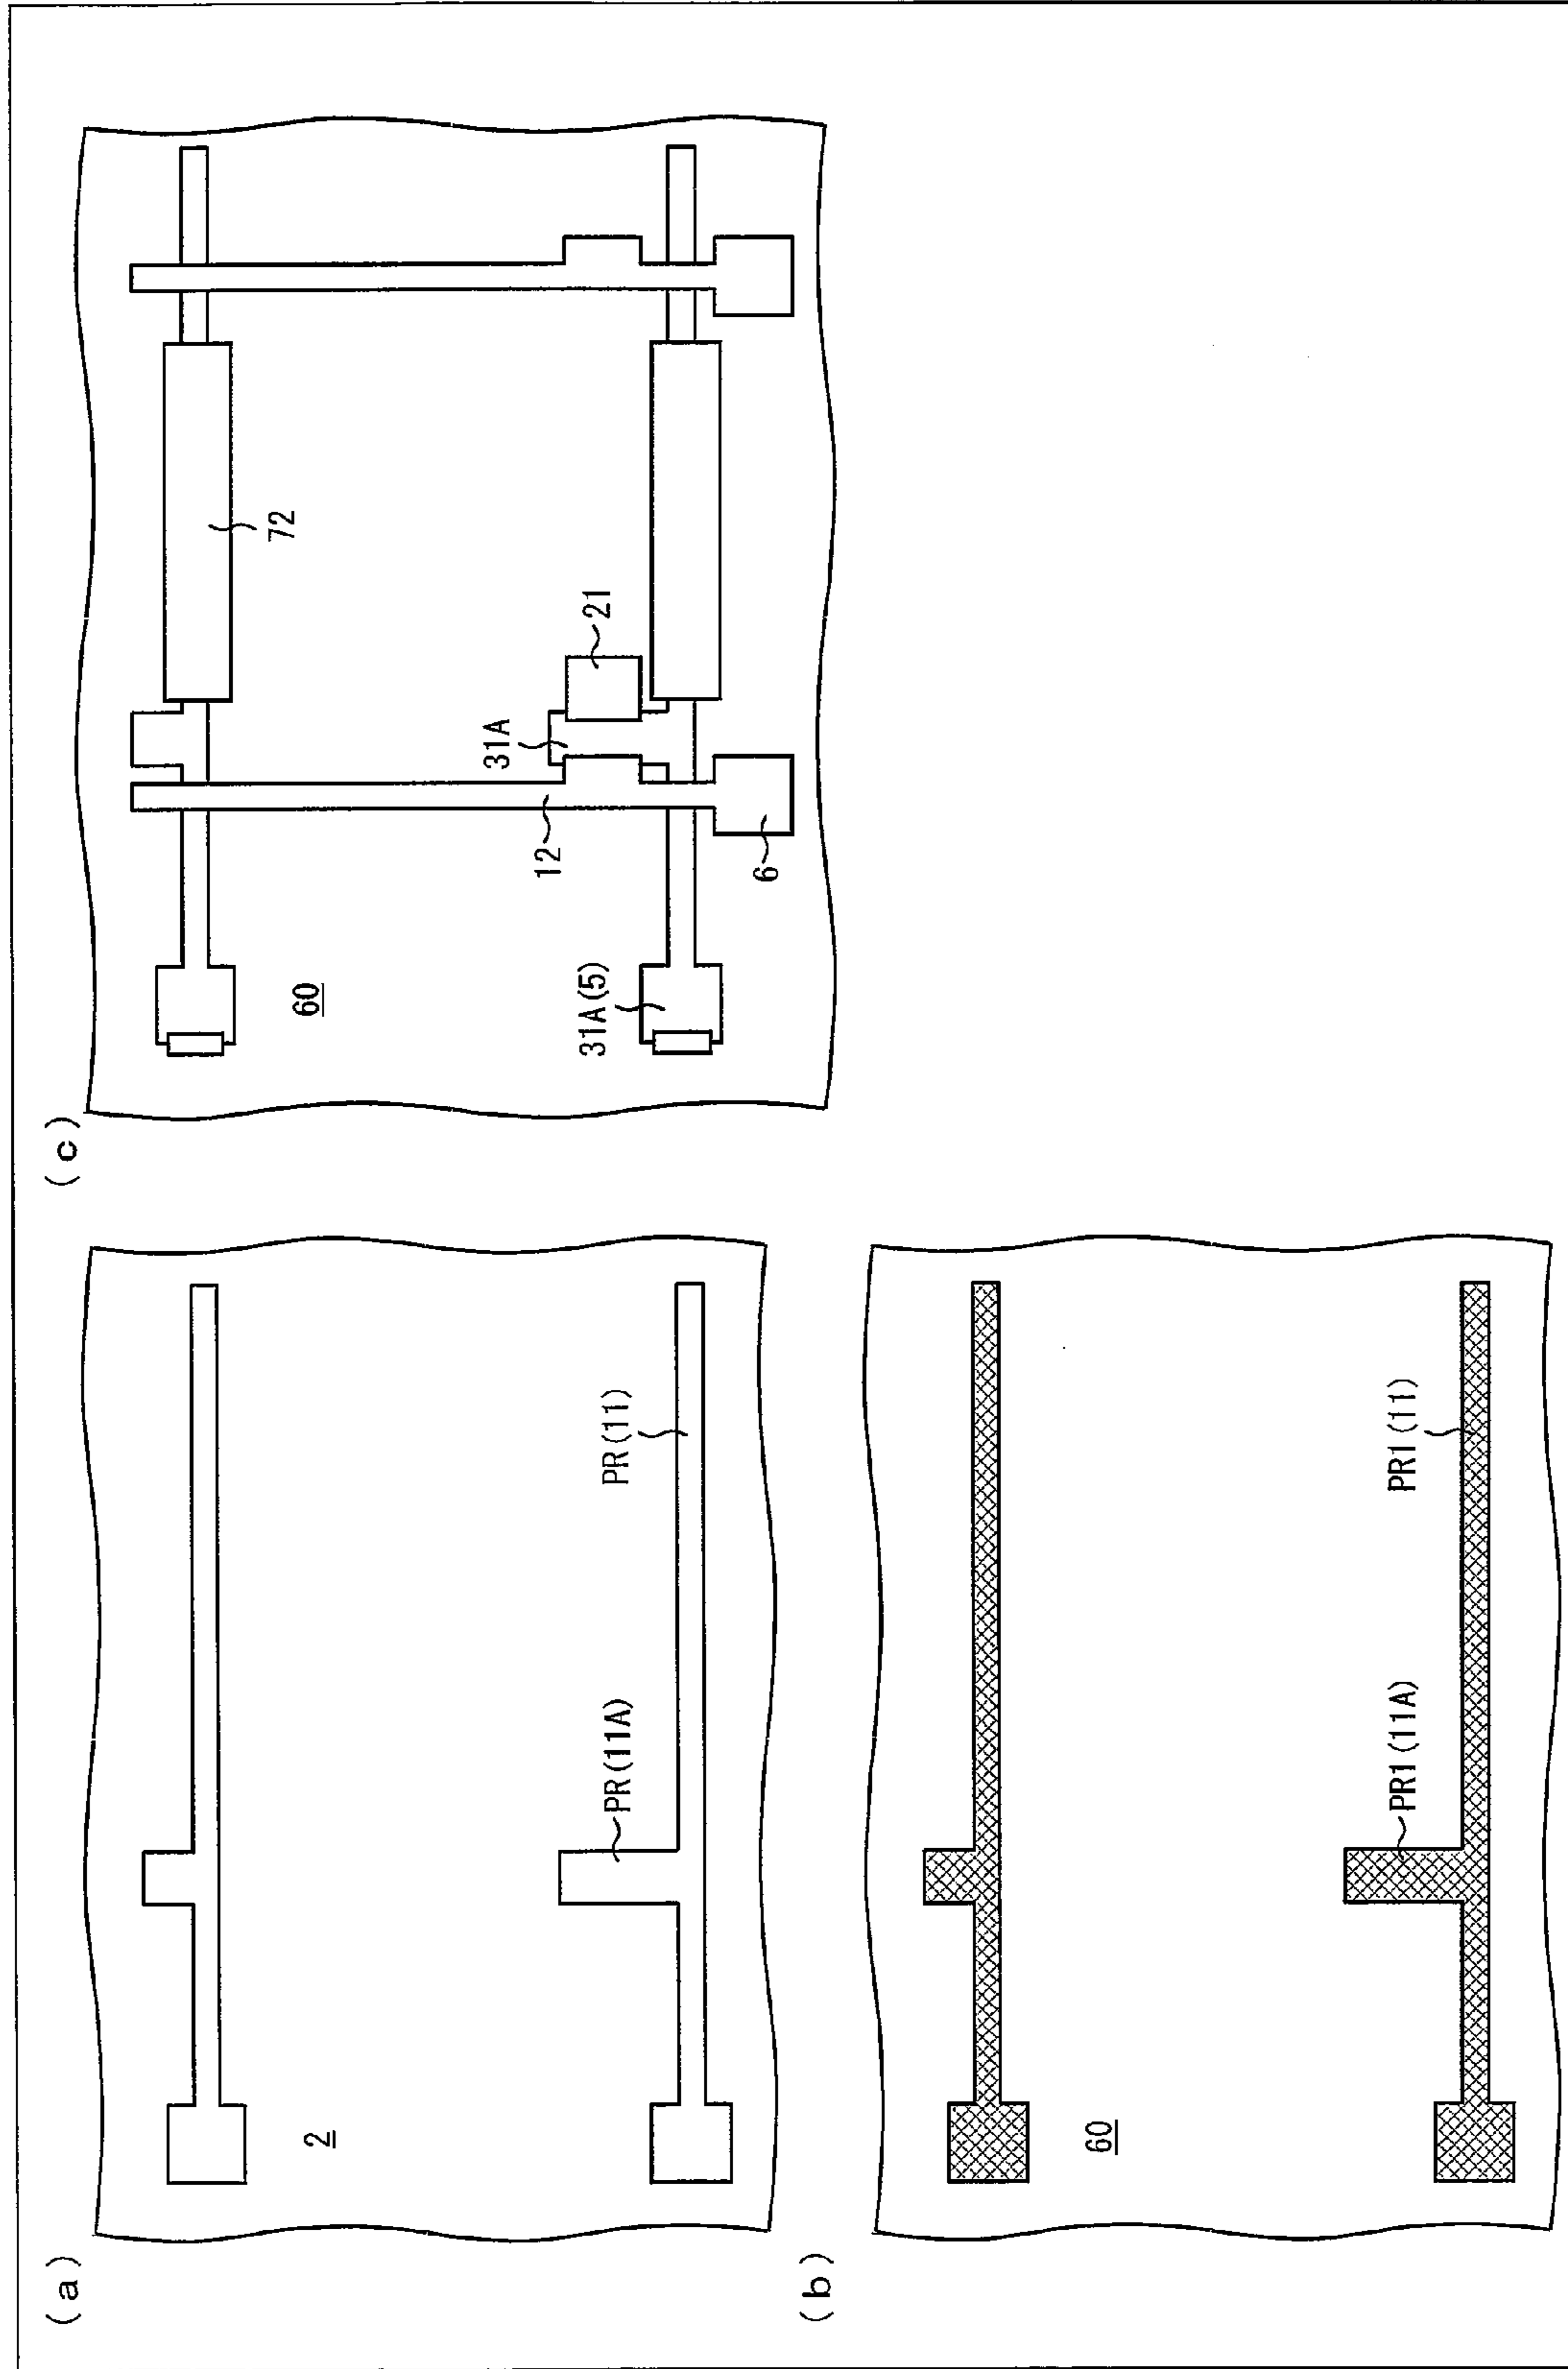 (a)
2
PR(11A)
PR(11)
(b)
60
PR1(11A)
PR1(11)
(c)
60
72
31A
21
12
31A(5)
6